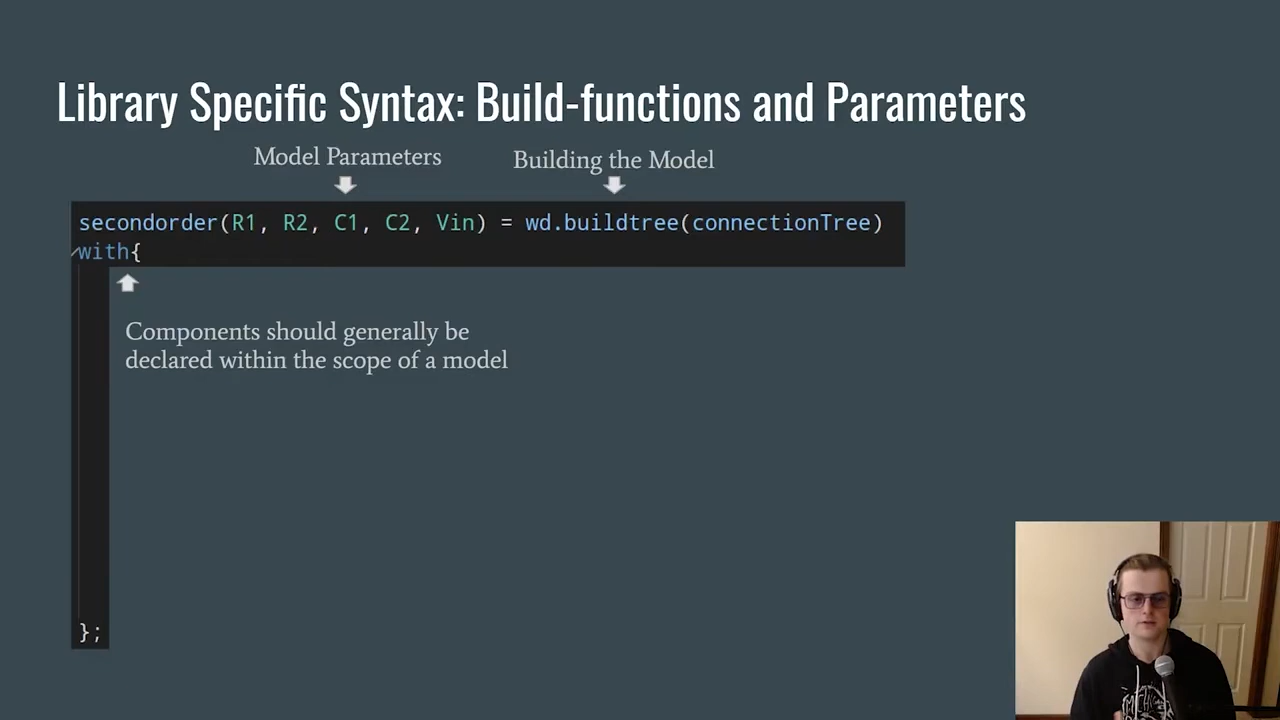 Library Specific Syntax: Build-functions and Parameters
Model Parameters
Building the Model
secondorder(R1, R2, C1, C2, Vin) = wd.buildtree(connectionTree)
with{
Components should generally be
declared within the scope of a model
};